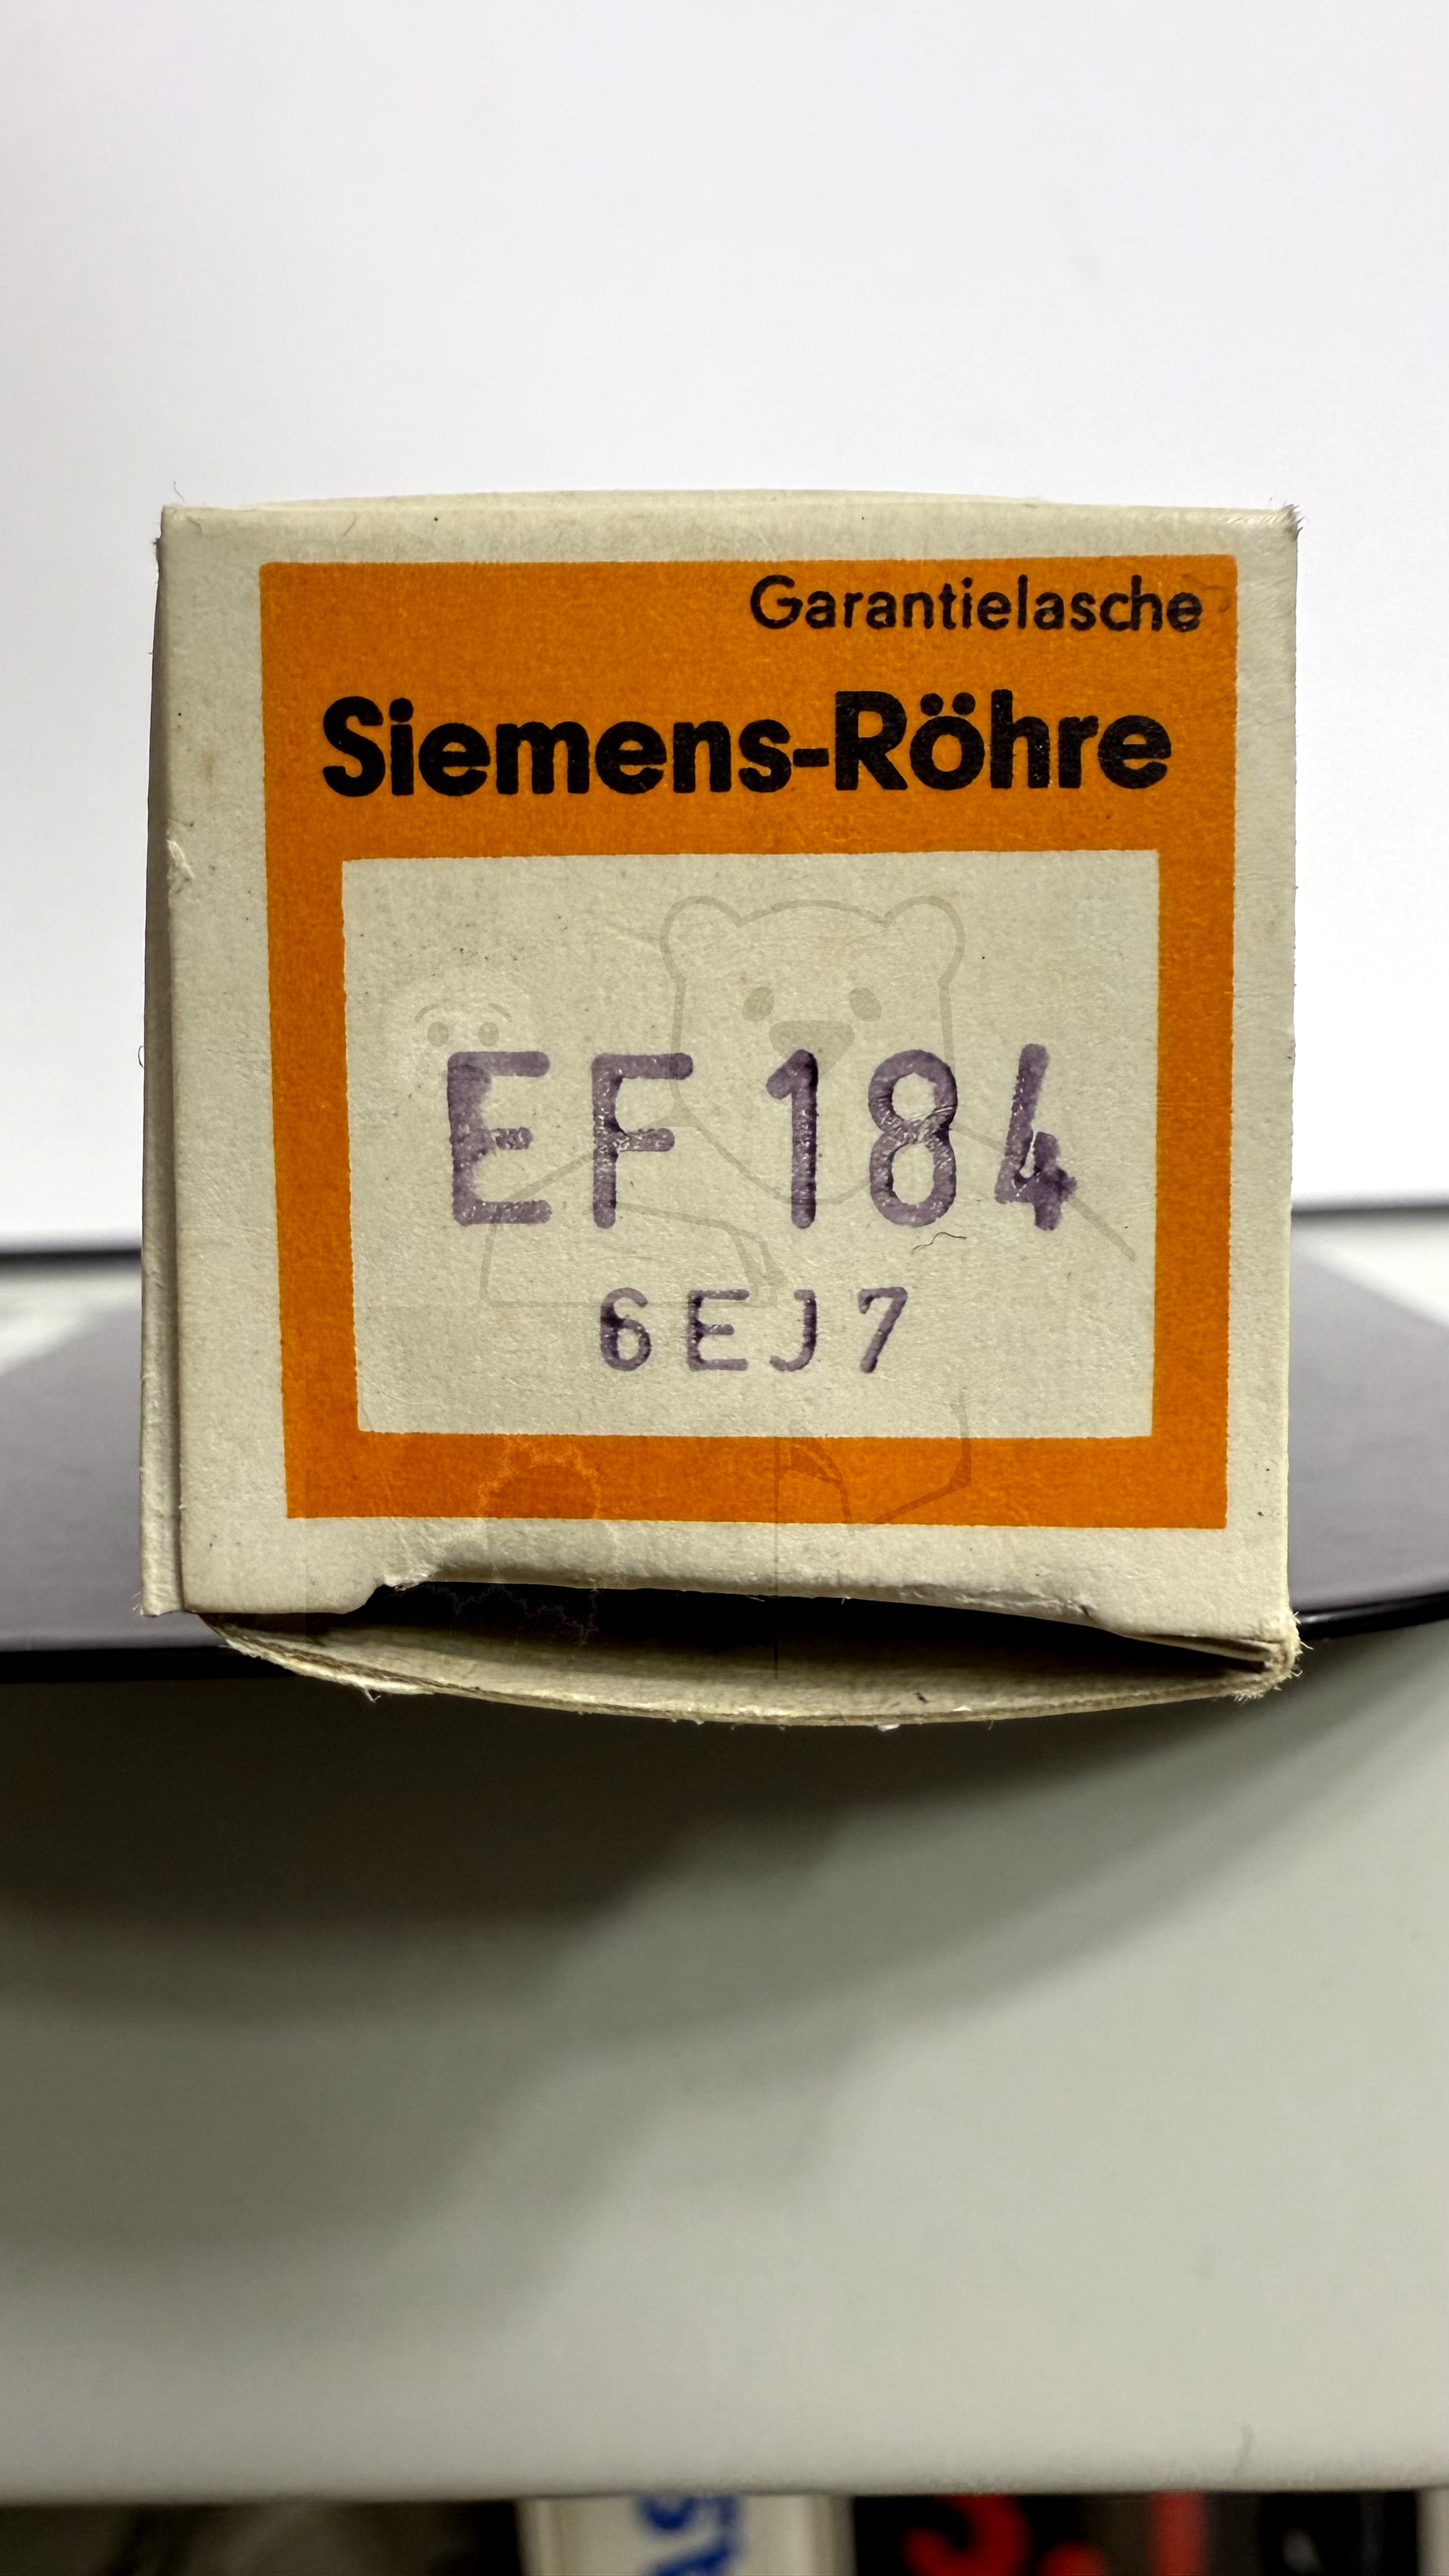 Garantielasche
Siemens-Röhre
EF 184
6EJ7